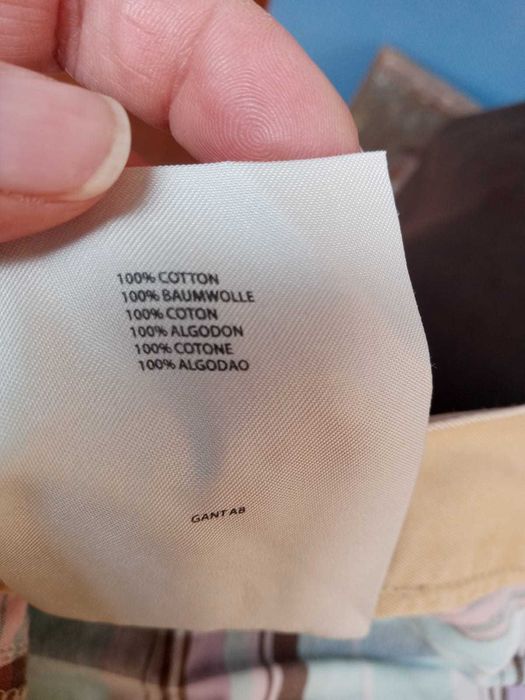 100% COTTON
100% BAUMWOLLE
100% COTON
100% ALGODON
100% COTONE
100% ALGODAO
GANT AB